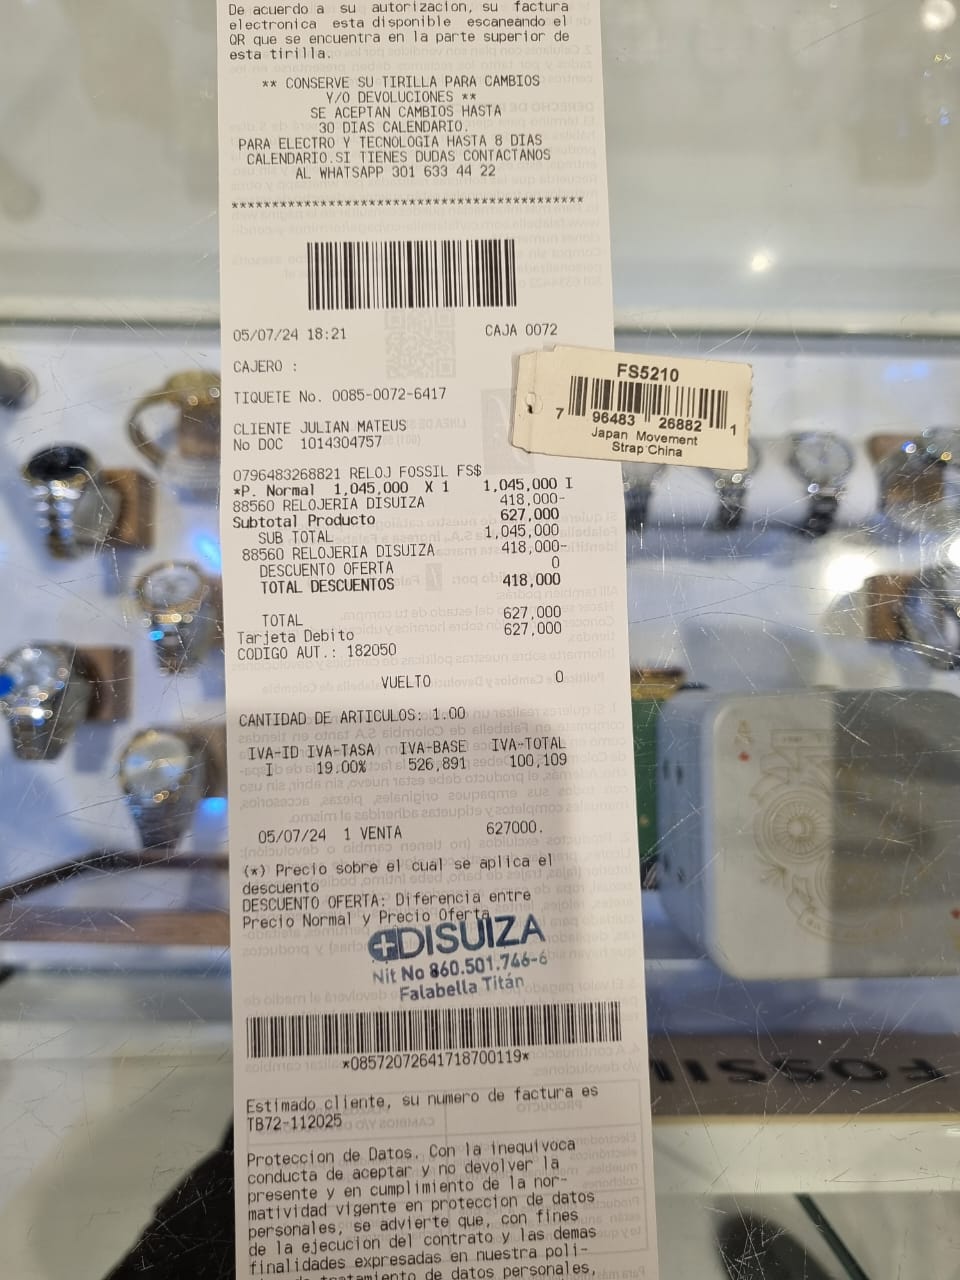 De acuerdo a su autorizacion, su factura
electronica esta disponible escaneando el
QR que se encuentra en la parte superior de
esta tirilla.
** CONSERVE SU TIRILLA PARA CAMBIOS
Y/O DEVOLUCIONES **
SE ACEPTAN CAMBIOS HASTA
30 DIAS CALENDARIO.
PARA ELECTRO Y TECNOLOGIA HASTA 8 DIAS
CALENDARIO.SI TIENES DUDAS CONTACTANOS
AL WHATSAPP 301 633 44 22
********************************************
05/07/24 18:21 CAJA 0072
CAJERO :
TIQUETE No. 0085-0072-6417
CLIENTE JULIAN MATEUS
No DOC 1014304757
FS5210
7 96483 26882 1
Japan Movement
Strap China
0796483268821 RELOJ FOSSIL FS$
*P. Normal 1,045,000 X 1 1,045,000 I
88560 RELOJERIA DISUIZA 418,000-
Subtotal Producto 627,000
SUB TOTAL 1,045,000
88560 RELOJERIA DISUIZA 418,000-
DESCUENTO OFERTA 0
TOTAL DESCUENTOS 418,000
TOTAL 627,000
Tarjeta Debito 627,000
CODIGO AUT.: 182050
VUELTO 0
CANTIDAD DE ARTICULOS: 1.00
IVA-ID IVA-TASA IVA-BASE IVA-TOTAL
I 19.00% 526,891 100,109
05/07/24 1 VENTA 627000.
(*) Precio sobre el cual se aplica el
descuento
DESCUENTO OFERTA: Diferencia entre
Precio Normal y Precio Oferta
DISUIZA
Nit No 860.501.746-6
Falabella Titán
*08572072641718700119*
FOSSIL
Estimado cliente, su numero de factura es
TB72-112025
Proteccion de Datos. Con la inequivoca
conducta de aceptar y no devolver la
presente y en cumplimiento de la nor-
matividad vigente en proteccion de datos
personales, se advierte que, con fines
de la ejecucion del contrato y las demas
finalidades expresadas en nuestra poli-
tratamiento de datos personales,